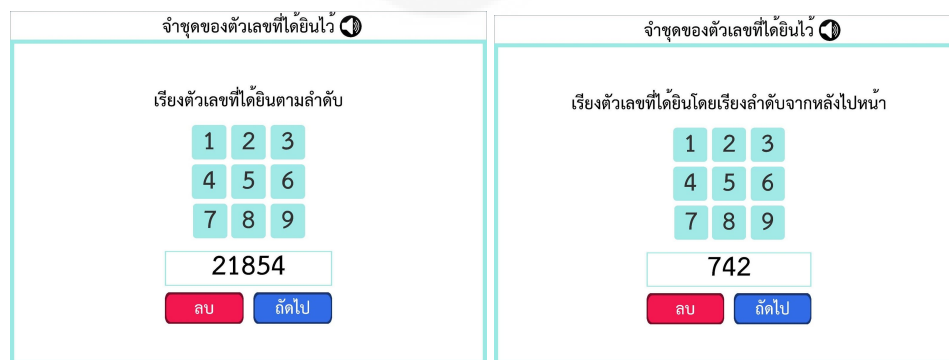 จำชุดของตัวเลขที่ได้ยินไว้
เรียงตัวเลขที่ได้ยินตามลำดับ
1 2 3
4 5 6
7 8 9
21854
ลบ ถัดไป
จำชุดของตัวเลขที่ได้ยินไว้
เรียงตัวเลขที่ได้ยินโดยเรียงลำดับจากหลังไปหน้า
1 2 3
4 5 6
7 8 9
742
ลบ ถัดไป